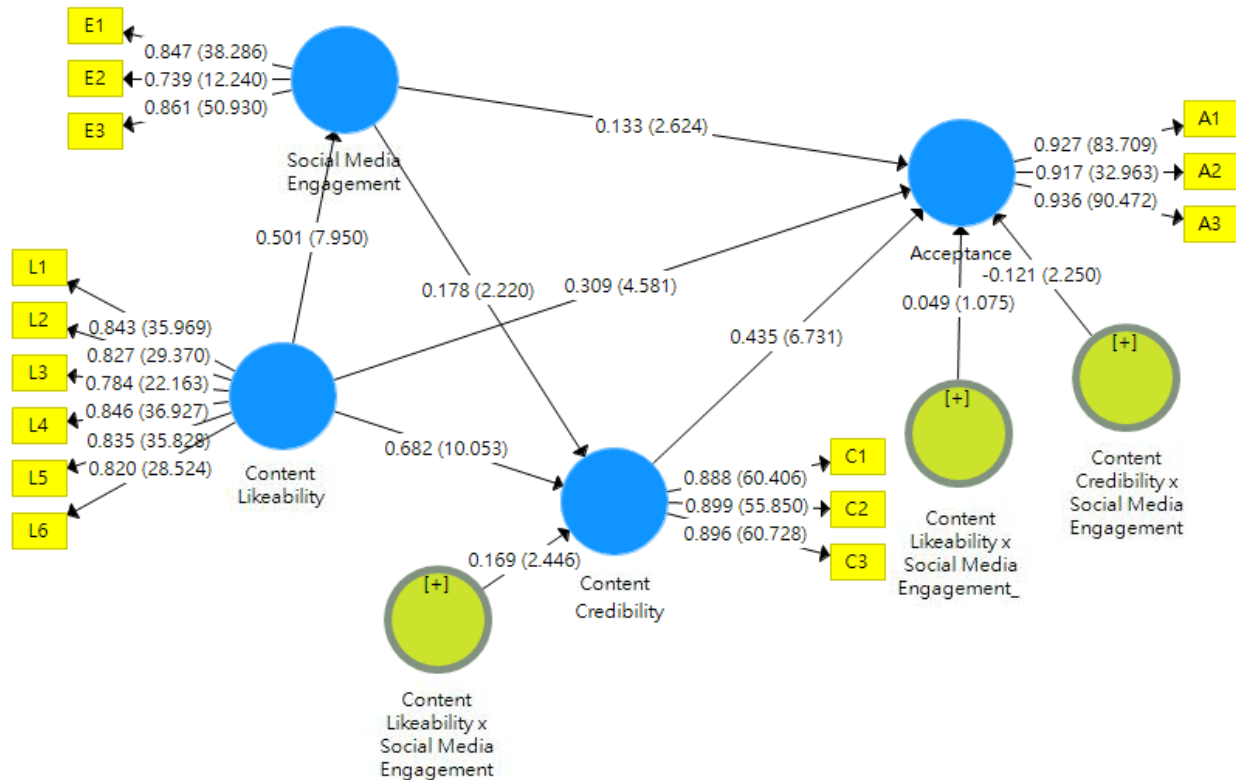 E1
0.847 (38.286)
E2
0.739 (12.240)
E3
0.861 (50.930)
Social Media
Engagement
0.133 (2.624)
A1
0.927 (83.709)
A2
0.917 (32.963)
A3
0.936 (90.472)
Acceptance
0.501 (7.950)
0.178 (2.220)
0.309 (4.581)
-0.121 (2.250)
0.049 (1.075)
0.435 (6.731)
L1
0.843 (35.969)
L2
0.827 (29.370)
L3
0.784 (22.163)
L4
0.846 (36.927)
L5
0.835 (35.828)
L6
0.820 (28.524)
Content
Likeability
0.682 (10.053)
[+]
Content
Credibility x
Social Media
Engagement
[+]
Content
Likeability x
Social Media
Engagement_
C1
0.888 (60.406)
C2
0.899 (55.850)
C3
0.896 (60.728)
Content
Credibility
0.169 (2.446)
[+]
Content
Likeability x
Social Media
Engagement